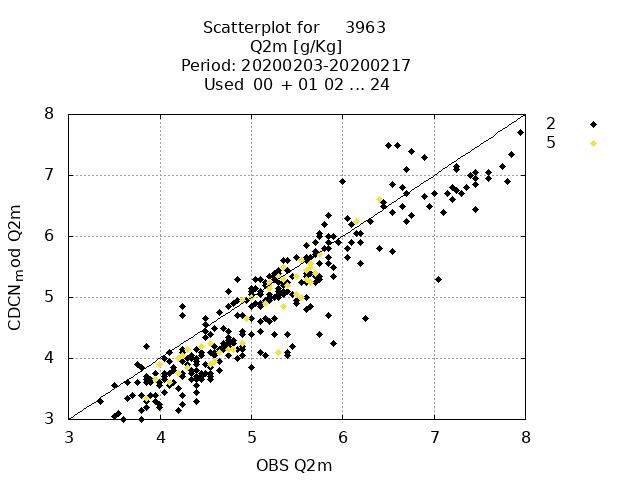 Scatterplot for 3963
Q2m [g/Kg]
Period: 20200203-20200217
Used 00 + 01 02 ... 24
8
7
6
5
4
3
3 4 5 6 7 8
CDCNmod Q2m
OBS Q2m
2
5